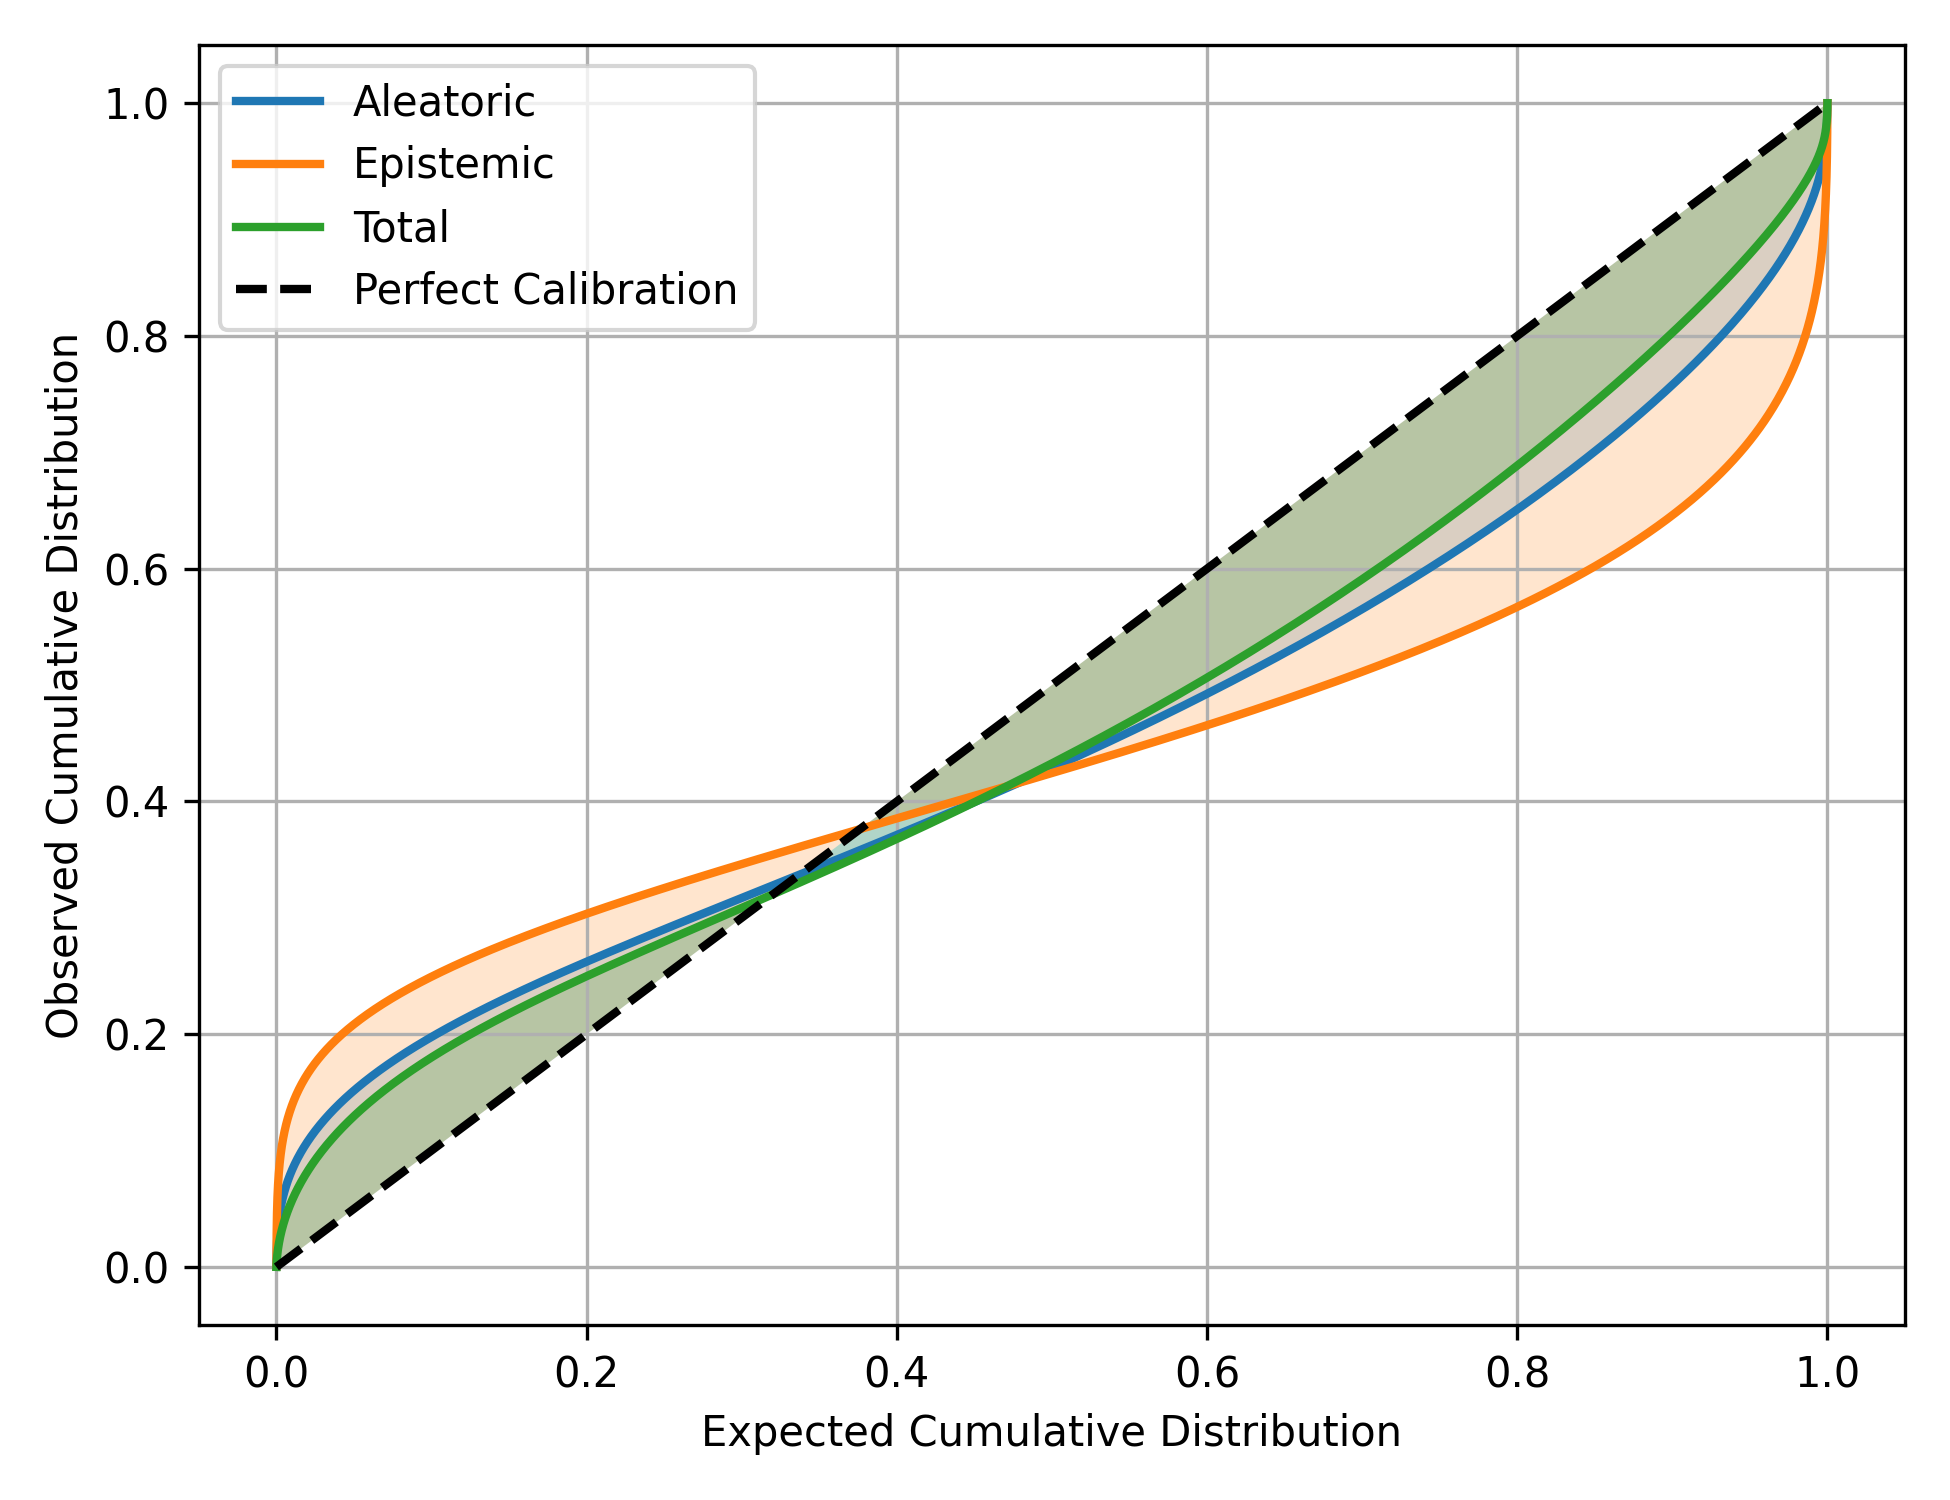 Aleatoric
Epistemic
Total
Perfect Calibration
1.0
0.8
0.6
0.4
0.2
0.0
Observed Cumulative Distribution
0.0 0.2 0.4 0.6 0.8 1.0
Expected Cumulative Distribution